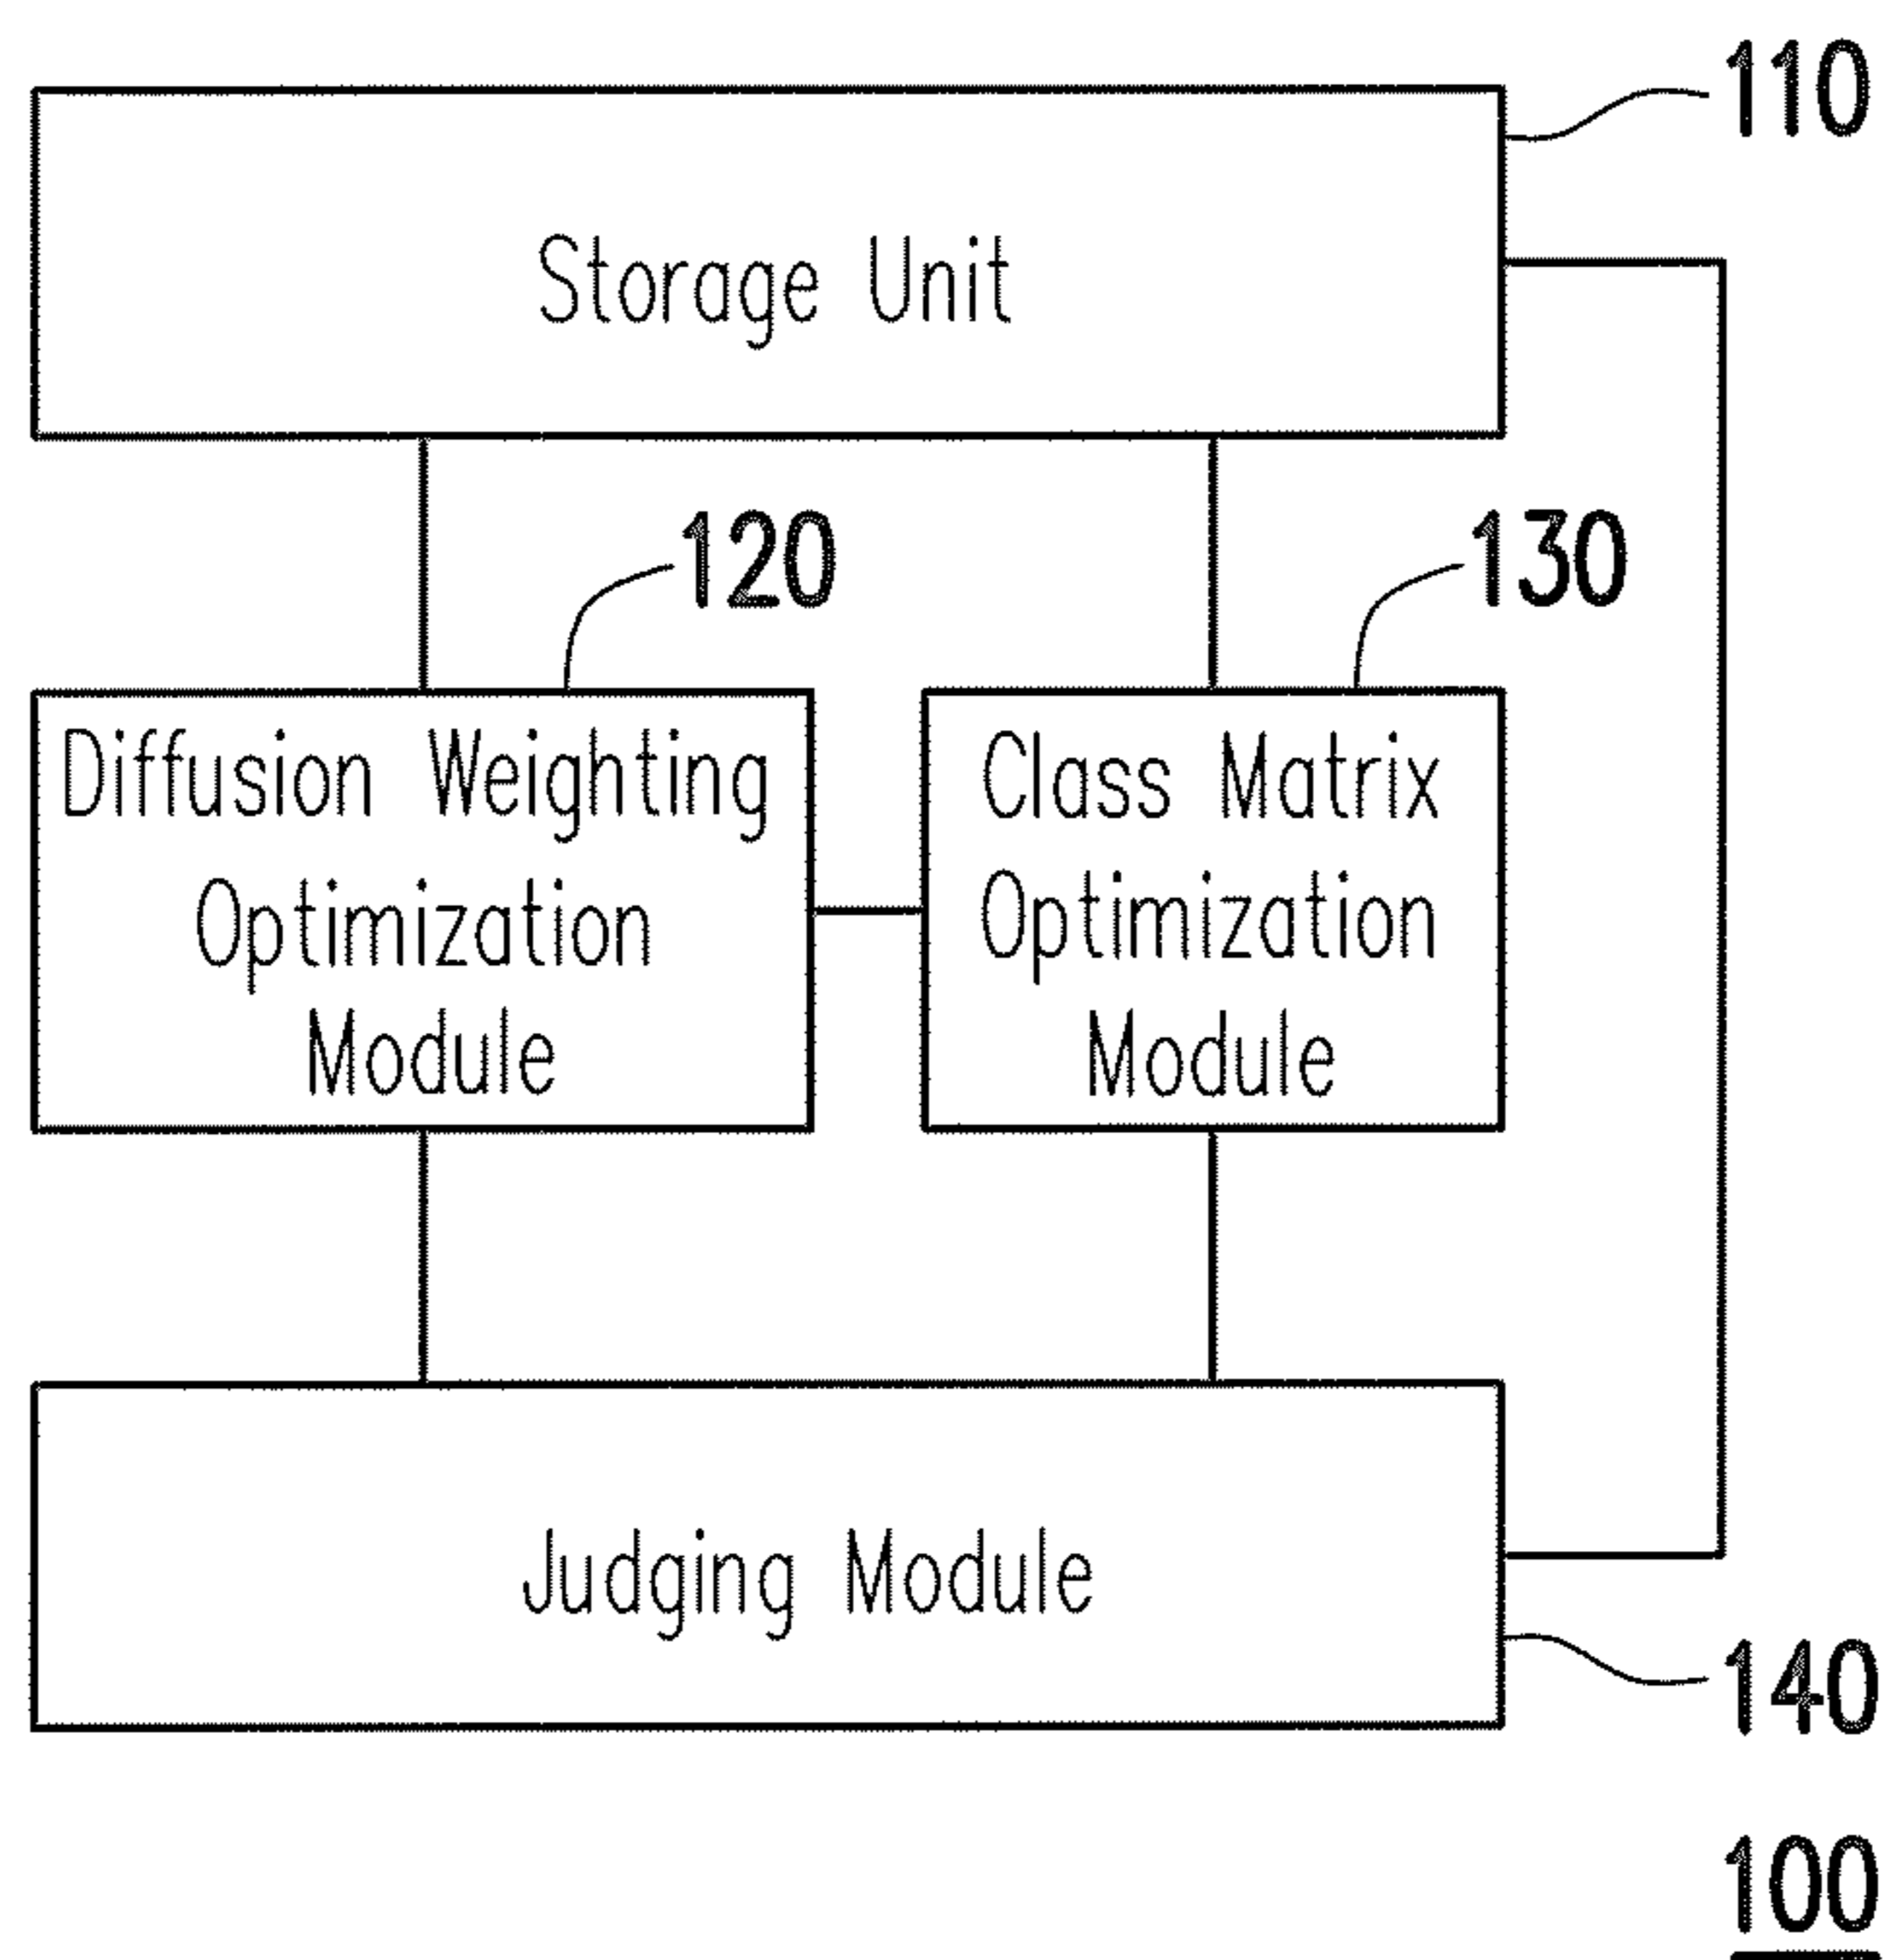 110
Storage Unit
120
130
Diffusion Weighting
Optimization
Module
Class Matrix
Optimization
Module
Judging Module
140
100